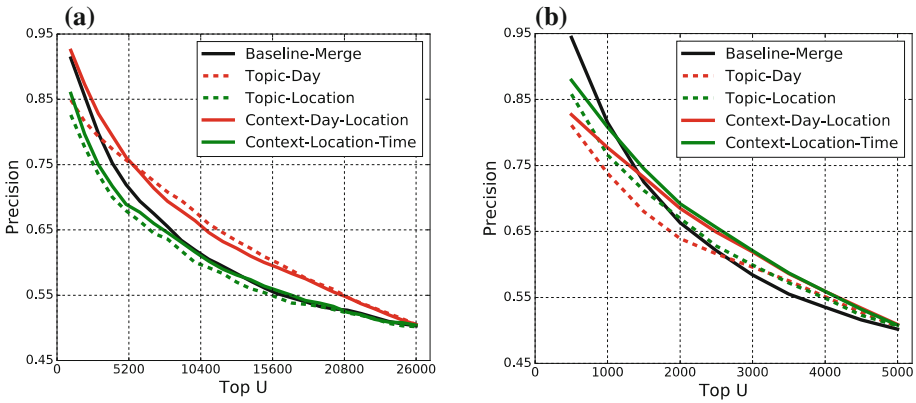 (a)
0.95
0.85
0.75
0.65
0.55
0.45
Precision
Baseline-Merge
Topic-Day
Topic-Location
Context-Day-Location
Context-Location-Time
0 5200 10400 15600 20800 26000
Top U
(b)
0.95
0.85
0.75
0.65
0.55
0.45
Precision
Baseline-Merge
Topic-Day
Topic-Location
Context-Day-Location
Context-Location-Time
0 1000 2000 3000 4000 5000
Top U